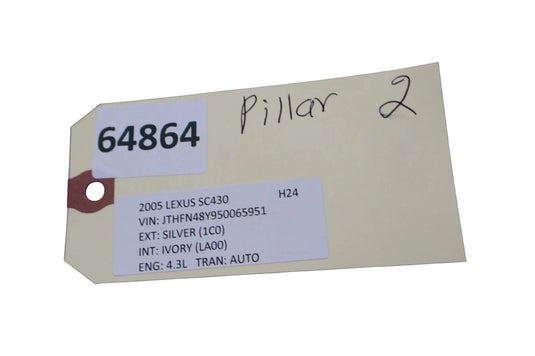 Pillar 2
64864
2005 LEXUS SC430 H24
VIN: JTHFN48Y950065951
EXT: SILVER (1C0)
INT: IVORY (LA00)
ENG: 4.3L TRAN: AUTO